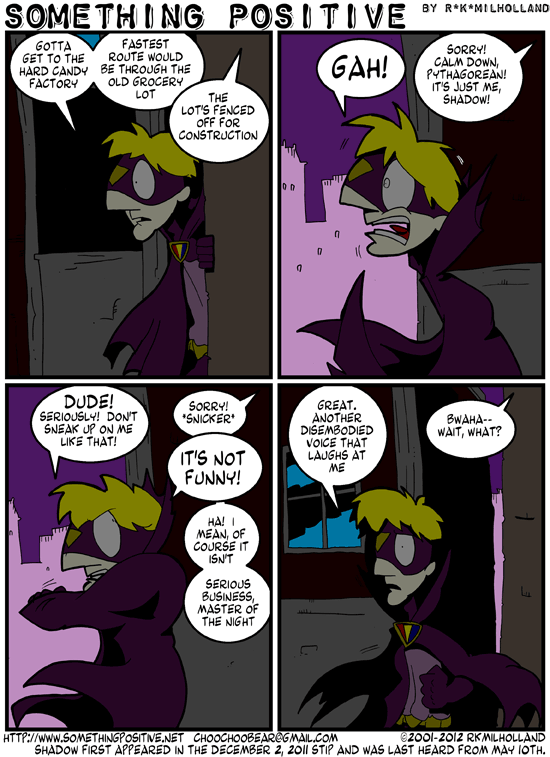 SOMETHING POSITIVE BY R*K*MILHOLLAND
GOTTA
GET TO THE
HARD CANDY
FACTORY
FASTEST
ROUTE WOULD
BE THROUGH THE
OLD GROCERY
LOT
THE
LOT'S FENCED
OFF FOR
CONSTRUCTION
GAH!
SORRY!
CALM DOWN,
PYTHAGOREAN!
IT'S JUST ME,
SHADOW!
DUDE!
SERIOUSLY! DON'T
SNEAK UP ON ME
LIKE THAT!
SORRY!
*SNICKER*
IT'S NOT
FUNNY!
HA! I
MEAN, OF
COURSE IT
ISN'T
SERIOUS
BUSINESS,
MASTER OF
THE NIGHT
GREAT.
ANOTHER
DISEMBODIED
VOICE THAT
LAUGHS AT
ME
BWAHA--
WAIT, WHAT?
HTTP://WWW.SOMETHINGPOSITIVE.NET CHOOCHOOBEAR@GMAIL.COM ©2001-2012 RKMILHOLLAND
SHADOW FIRST APPEARED IN THE DECEMBER 2, 2011 STIP AND WAS LAST HEARD FROM MAY 10TH.